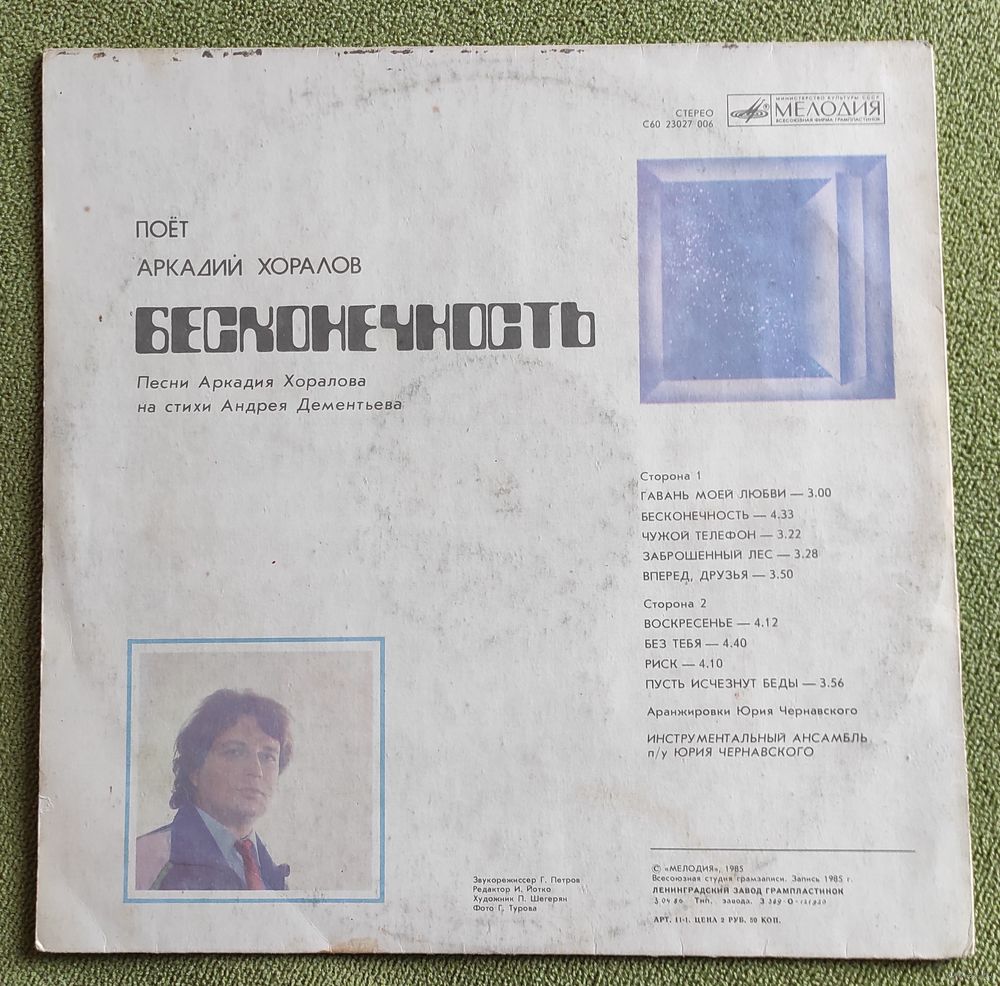 СТЕРЕО
С60 23027 006
МИНИСТЕРСТВО КУЛЬТУРЫ СССР
МЕЛОДИЯ
ВСЕСОЮЗНАЯ ФИРМА ГРАМПЛАСТИНОК
ПОЁТ
АРКАДИЙ ХОРАЛОВ
БЕСКОНЕЧНОСТЬ
Песни Аркадия Хоралова
на стихи Андрея Дементьева
Сторона 1
ГАВАНЬ МОЕЙ ЛЮБВИ — 3.00
БЕСКОНЕЧНОСТЬ — 4.33
ЧУЖОЙ ТЕЛЕФОН — 3.22
ЗАБРОШЕННЫЙ ЛЕС — 3.28
ВПЕРЕД, ДРУЗЬЯ — 3.50
Сторона 2
ВОСКРЕСЕНЬЕ — 4.12
БЕЗ ТЕБЯ — 4.40
РИСК — 4.10
ПУСТЬ ИСЧЕЗНУТ БЕДЫ — 3.56
Аранжировки Юрия Чернавского
ИНСТРУМЕНТАЛЬНЫЙ АНСАМБЛЬ
п/у ЮРИЯ ЧЕРНАВСКОГО
Звукорежиссер Г. Петров
Редактор И. Йотко
Художник П. Шегерян
Фото Г. Турова
© «МЕЛОДИЯ», 1985
Всесоюзная студия грамзаписи. Запись 1985 г.
ЛЕНИНГРАДСКИЙ ЗАВОД ГРАМПЛАСТИНОК
Тип. завода.
АРТ. 11-1. ЦЕНА 2 РУБ. 50 КОП.